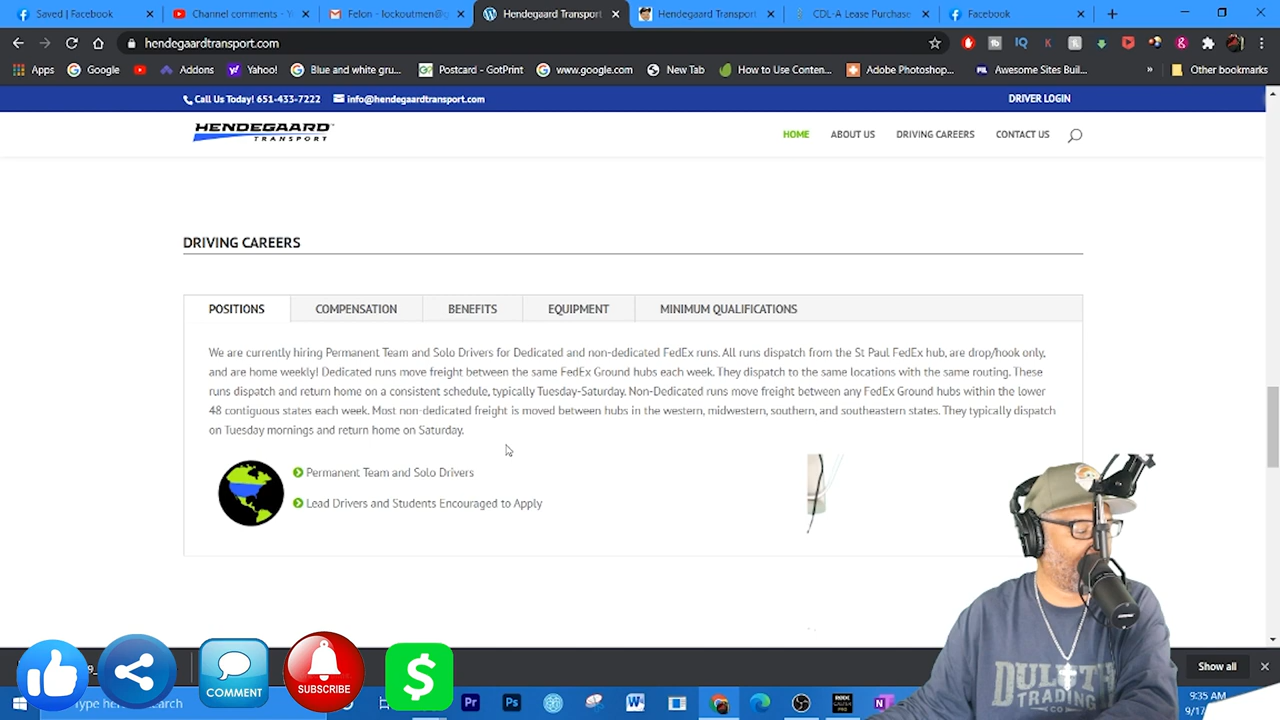 Saved | Facebook
Channel comments - Y
Felon - lockoutmen@g
Hendegaard Transport
Hendegaard Transport
CDL-A Lease Purchase
Facebook
hendegaardtransport.com
Apps
Google
Addons
Yahoo!
Blue and white gru...
Postcard - GotPrint
www.google.com
New Tab
How to Use Conten...
Adobe Photoshop...
Awesome Sites Buil...
Other bookmarks
Call Us Today! 651-433-7222
info@hendegaardtransport.com
DRIVER LOGIN
HENDEGAARD
TRANSPORT
HOME
ABOUT US
DRIVING CAREERS
CONTACT US
DRIVING CAREERS
POSITIONS
COMPENSATION
BENEFITS
EQUIPMENT
MINIMUM QUALIFICATIONS
We are currently hiring Permanent Team and Solo Drivers for Dedicated and non-dedicated FedEx runs. All runs dispatch from the St Paul FedEx hub, are drop/hook only,
and are home weekly! Dedicated runs move freight between the same FedEx Ground hubs each week. They dispatch to the same locations with the same routing. These
runs dispatch and return home on a consistent schedule, typically Tuesday-Saturday. Non-Dedicated runs move freight between any FedEx Ground hubs within the lower
48 contiguous states each week. Most non-dedicated freight is moved between hubs in the western, midwestern, southern, and southeastern states. They typically dispatch
on Tuesday mornings and return home on Saturday.
Permanent Team and Solo Drivers
Lead Drivers and Students Encouraged to Apply
COMMENT
SUBSCRIBE
$
Show all
Type here to search
9:35 AM
DULUTH
TRADING
CO